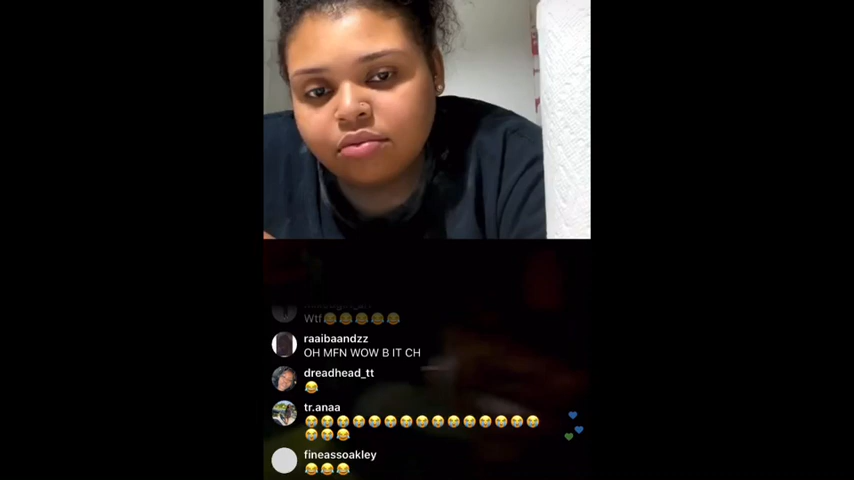 Wtf😂😂😂😂😂
raaibaandzz
OH MFN WOW B IT CH
dreadhead_tt
😂
tr.anaa
😭😭😭😭😭😭😭😭😭😭😭😭😭😭😭
😭😭😂
fineassoakley
😂😂😂